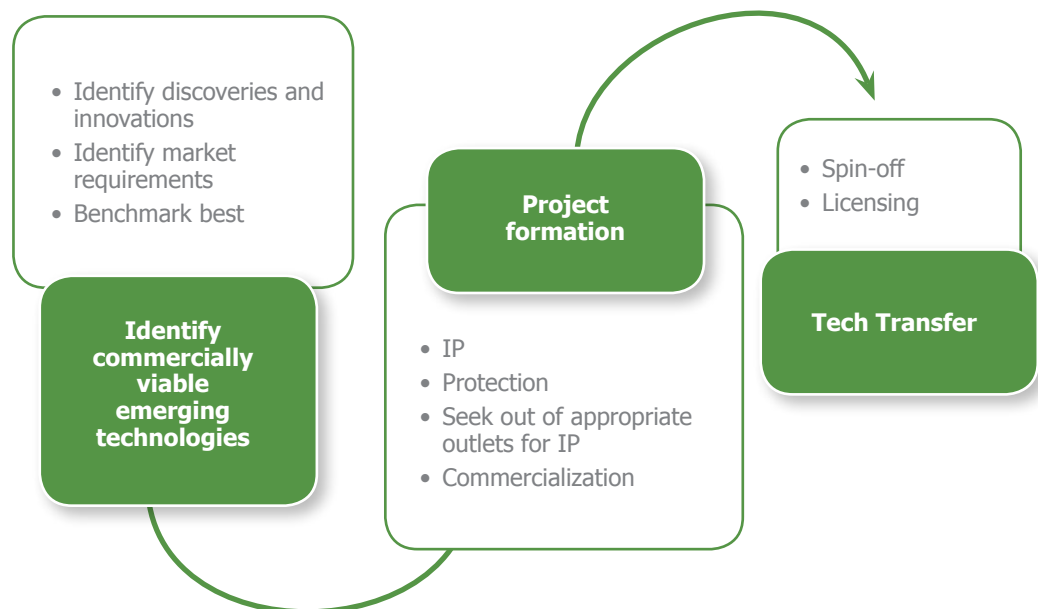 • Identify discoveries and
innovations
• Identify market
requirements
• Benchmark best
Identify
commercially
viable
emerging
technologies
Project
formation
• IP
• Protection
• Seek out of appropriate
outlets for IP
• Commercialization
• Spin-off
• Licensing
Tech Transfer